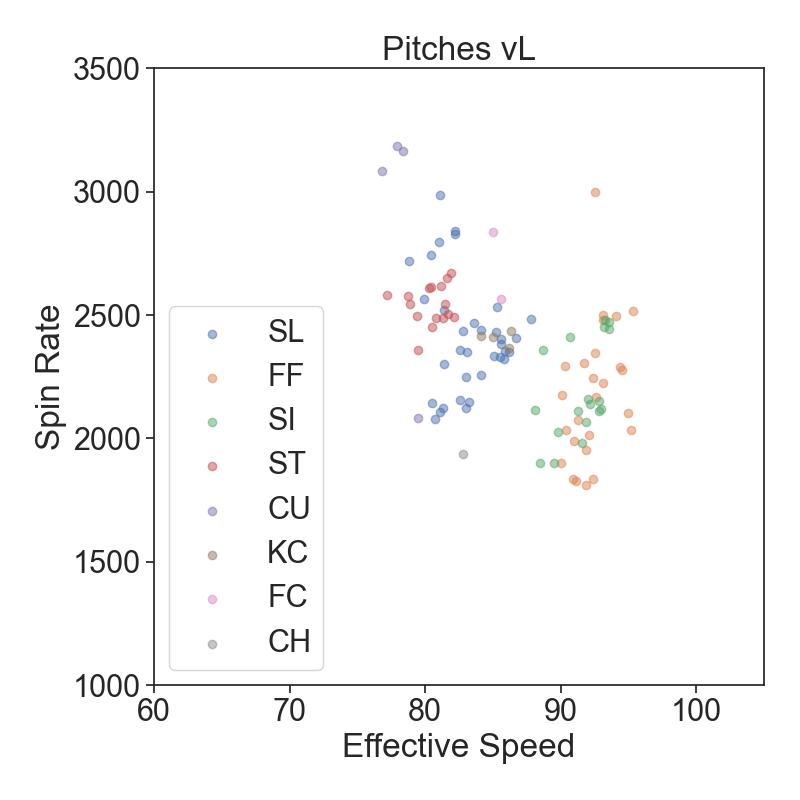 Pitches vL
3500
3000
2500
2000
1500
1000
Spin Rate
SL
FF
SI
ST
CU
KC
FC
CH
60 70 80 90 100
Effective Speed